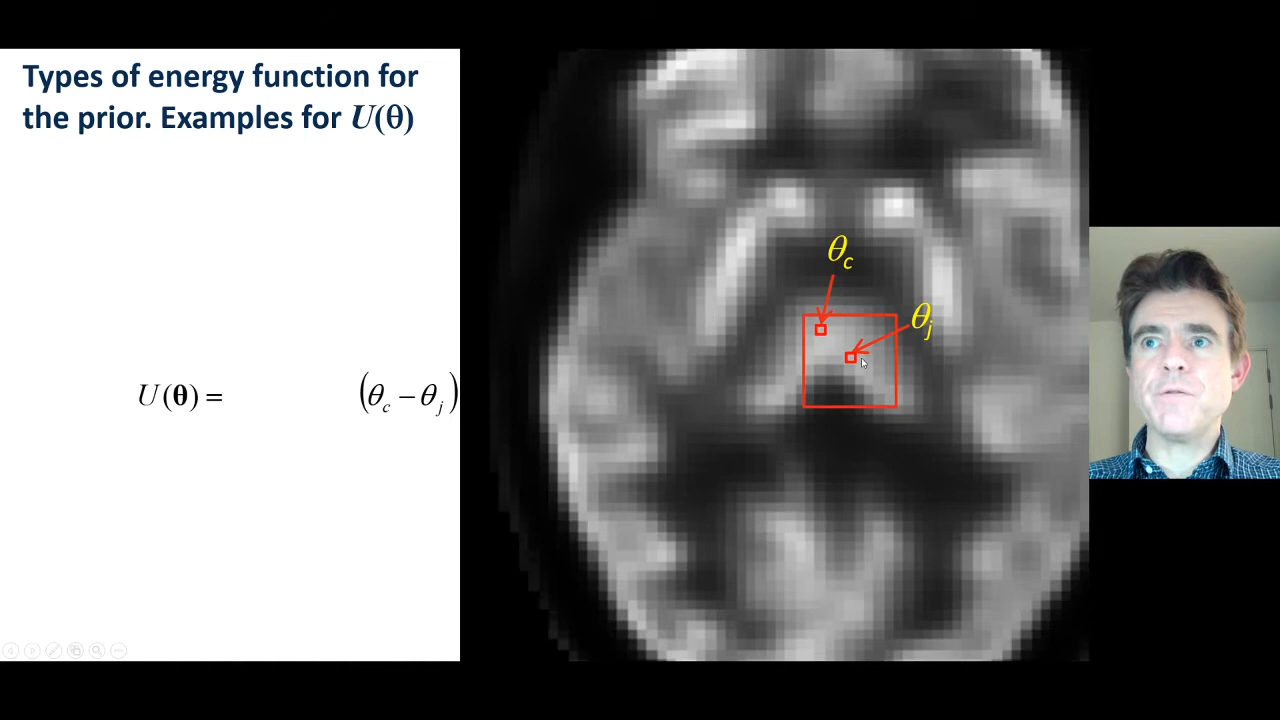 Types of energy function for
the prior. Examples for U(θ)
θc
θj
U(θ) = (θc − θj)